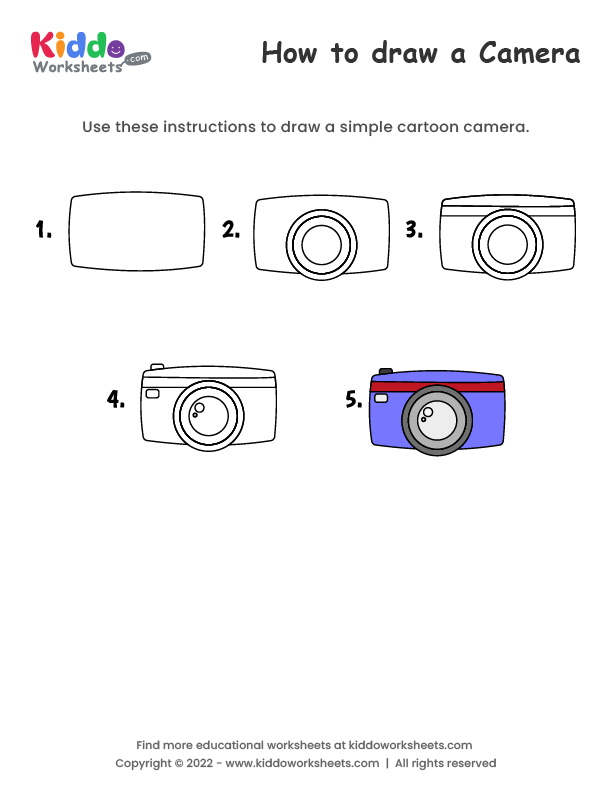 Kiddo
Worksheets .com
How to draw a Camera
Use these instructions to draw a simple cartoon camera.
1.
2.
3.
4.
5.
Find more educational worksheets at kiddoworksheets.com
Copyright © 2022 - www.kiddoworksheets.com | All rights reserved